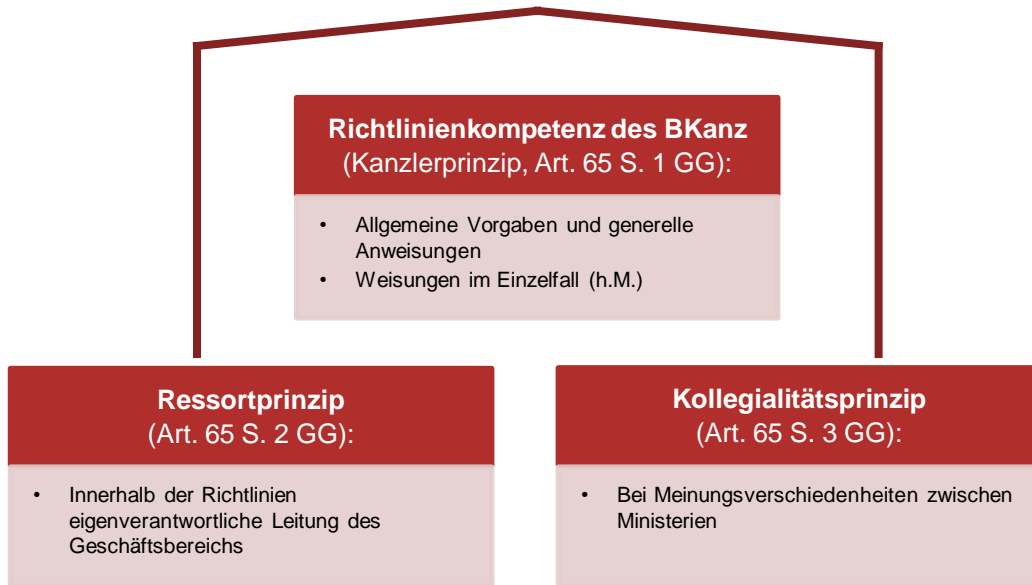 Richtlinienkompetenz des BKanz
(Kanzlerprinzip, Art. 65 S. 1 GG):
• Allgemeine Vorgaben und generelle
Anweisungen
• Weisungen im Einzelfall (h.M.)
Ressortprinzip
(Art. 65 S. 2 GG):
• Innerhalb der Richtlinien
eigenverantwortliche Leitung des
Geschäftsbereichs
Kollegialitätsprinzip
(Art. 65 S. 3 GG):
• Bei Meinungsverschiedenheiten zwischen
Ministerien